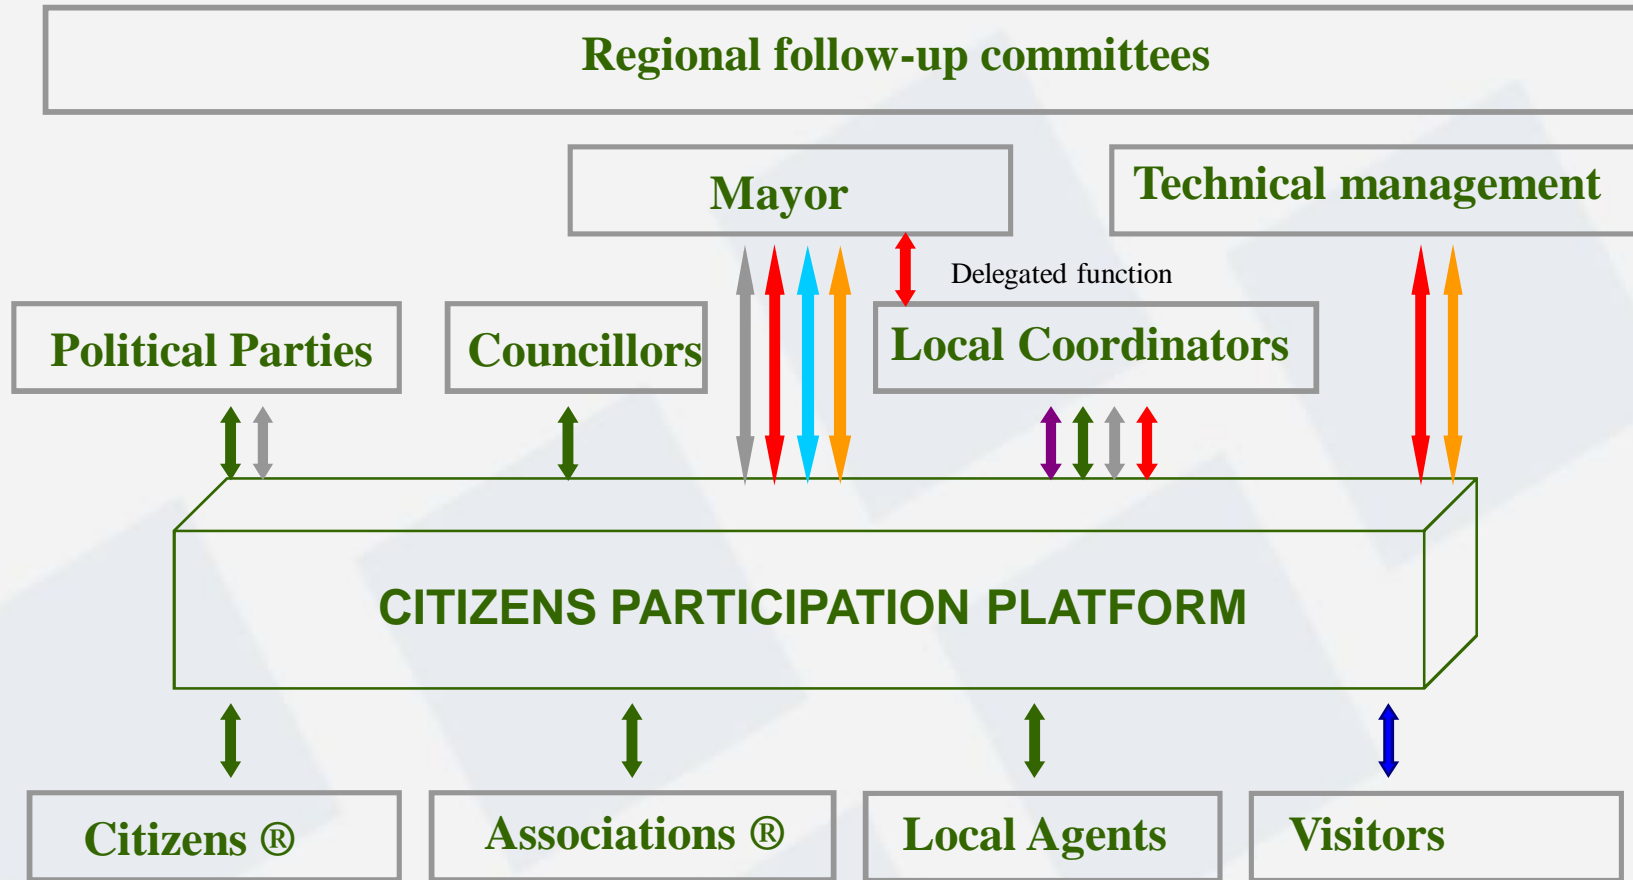 Regional follow-up committees
Mayor
Technical management
Delegated function
Political Parties
Councillors
Local Coordinators
CITIZENS PARTICIPATION PLATFORM
Citizens ®
Associations ®
Local Agents
Visitors